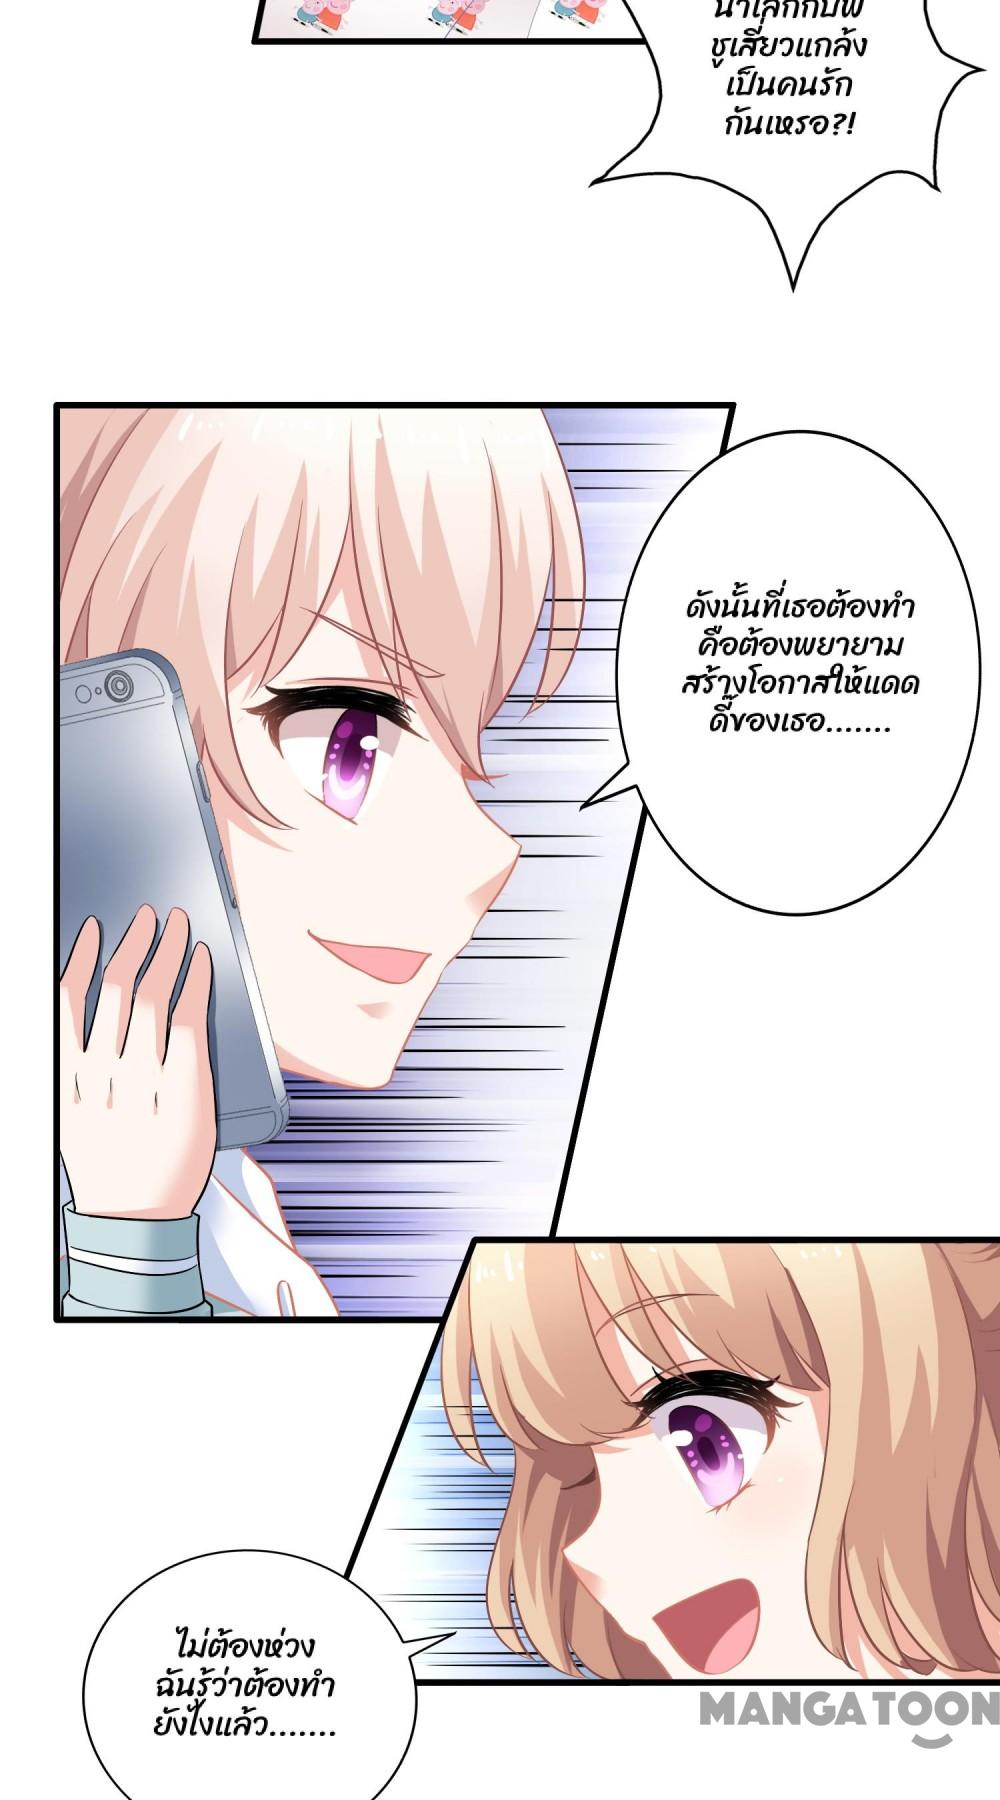 ชูเสี่ยวแกล้ง
เป็นคนรัก
กันเหรอ?!
ดังนั้นที่เธอต้องทำ
คือต้องพยายาม
สร้างโอกาสให้แดด
ดี๊ของเธอ.......
ไม่ต้องห่วง
ฉันรู้ว่าต้องทำ
ยังไงแล้ว.......
MANGATOON